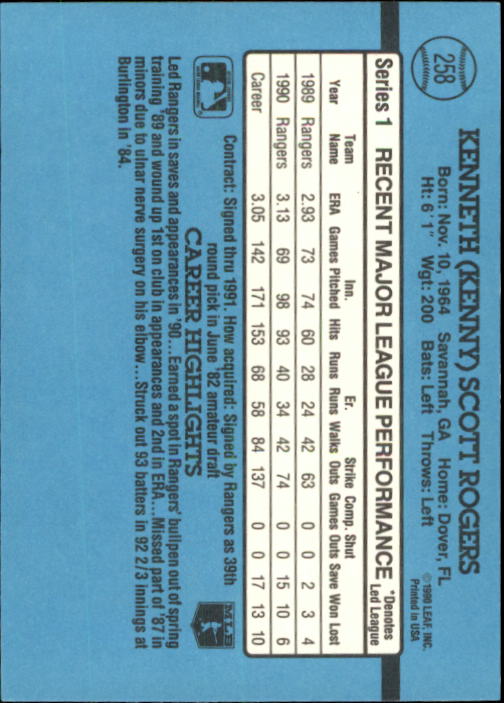 258
KENNETH (KENNY) SCOTT ROGERS
Born: Nov. 10, 1964 Savannah, GA Home: Dover, FL
Ht: 6' 1" Wgt: 200 Bats: Left Throws: Left
©1990 LEAF, INC.
Printed in USA
Series 1 RECENT MAJOR LEAGUE PERFORMANCE
*Denotes
Led League
Team Inn. Er. Strike Comp. Shut
Year Name ERA Games Pitched Hits Runs Runs Walks Outs Games Outs Save Won Lost
1989 Rangers 2.93 73 74 60 28 24 42 63 0 0 2 3 4
1990 Rangers 3.13 69 98 93 40 34 42 74 0 0 15 10 6
Career 3.05 142 171 153 68 58 84 137 0 0 17 13 10
Contract: Signed thru 1991. How acquired: Signed by Rangers as 39th
round pick in June '82 amateur draft
CAREER HIGHLIGHTS
MLB
Led Rangers in saves and appearances in '90...Earned a spot in Rangers' bullpen out of spring
training '89 and wound up 1st on club in appearances and 2nd in ERA...Missed part of '87 in
minors due to ulnar nerve surgery on his elbow...Struck out 93 batters in 92 2/3 innings at
Burlington in '84.